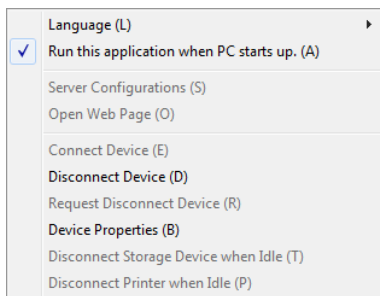 Language (L)
Run this application when PC starts up. (A)
Server Configurations (S)
Open Web Page (O)
Connect Device (E)
Disconnect Device (D)
Request Disconnect Device (R)
Device Properties (B)
Disconnect Storage Device when Idle (T)
Disconnect Printer when Idle (P)